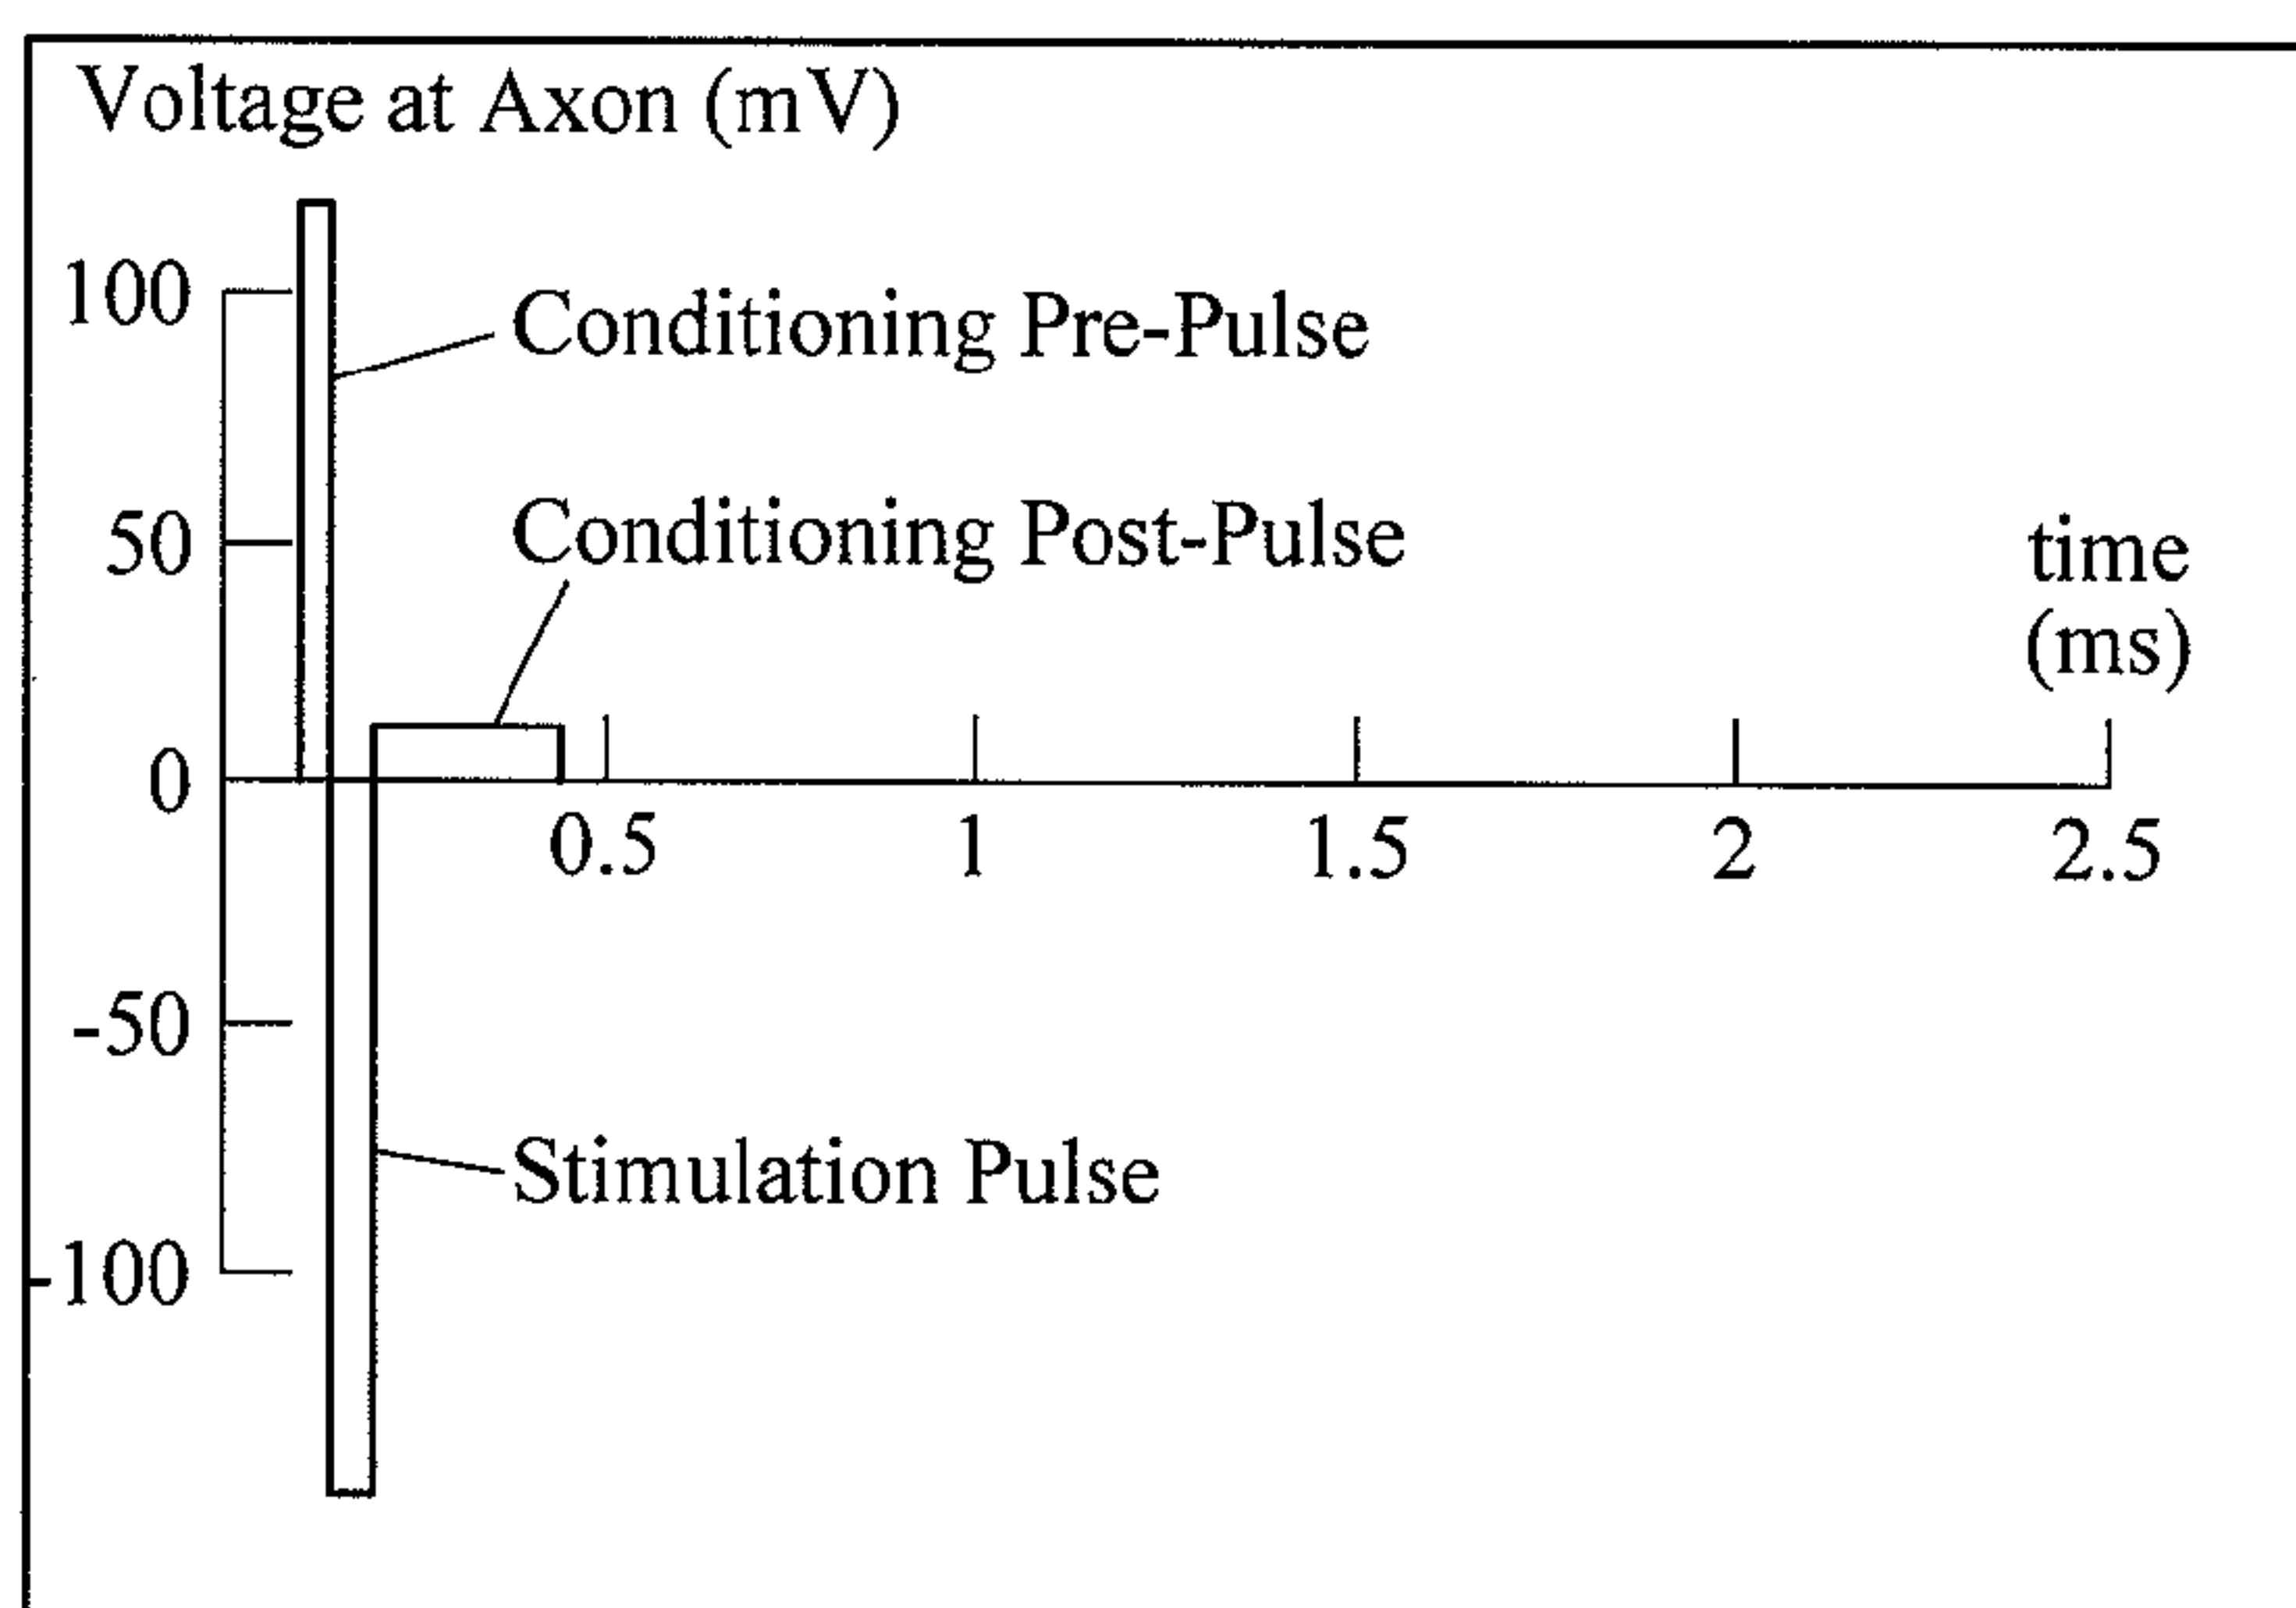 Voltage at Axon (mV)
100
Conditioning Pre-Pulse
50
Conditioning Post-Pulse
time
(ms)
0
0.5
1
1.5
2
2.5
-50
Stimulation Pulse
-100